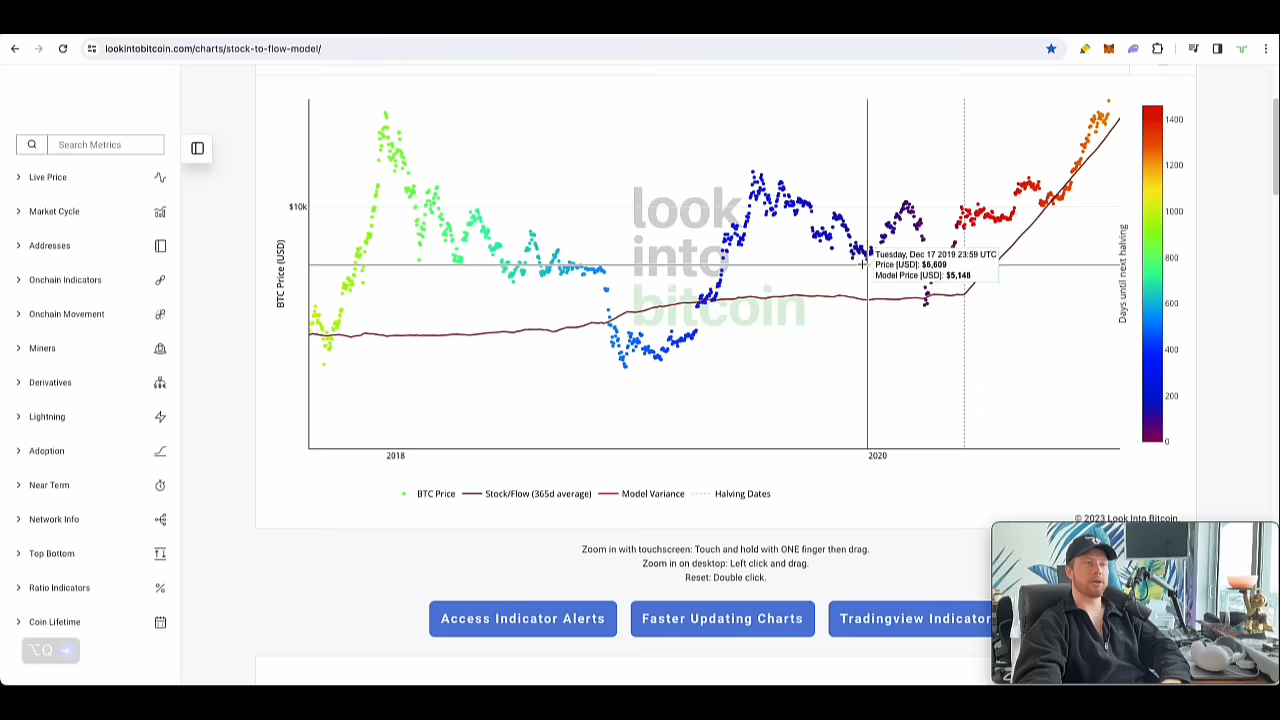 lookintobitcoin.com/charts/stock-to-flow-model/
Search Metrics
Live Price
Market Cycle
Addresses
Onchain Indicators
Onchain Movement
Miners
Derivatives
Lightning
Adoption
Near Term
Network Info
Top Bottom
Ratio Indicators
Coin Lifetime
⌥Q
BTC Price (USD)
$10k
look
into
bitcoin
Tuesday, Dec 17 2019 23:59 UTC
Price [USD]: $6,609
Model Price [USD]: $5,148
2018
2020
Days until next halving
1400
1200
1000
800
600
400
200
0
BTC Price
Stock/Flow (365d average)
Model Variance
Halving Dates
© 2023 Look Into Bitcoin
Zoom in with touchscreen: Touch and hold with ONE finger then drag.
Zoom in on desktop: Left click and drag.
Reset: Double click.
Access Indicator Alerts
Faster Updating Charts
Tradingview Indicator